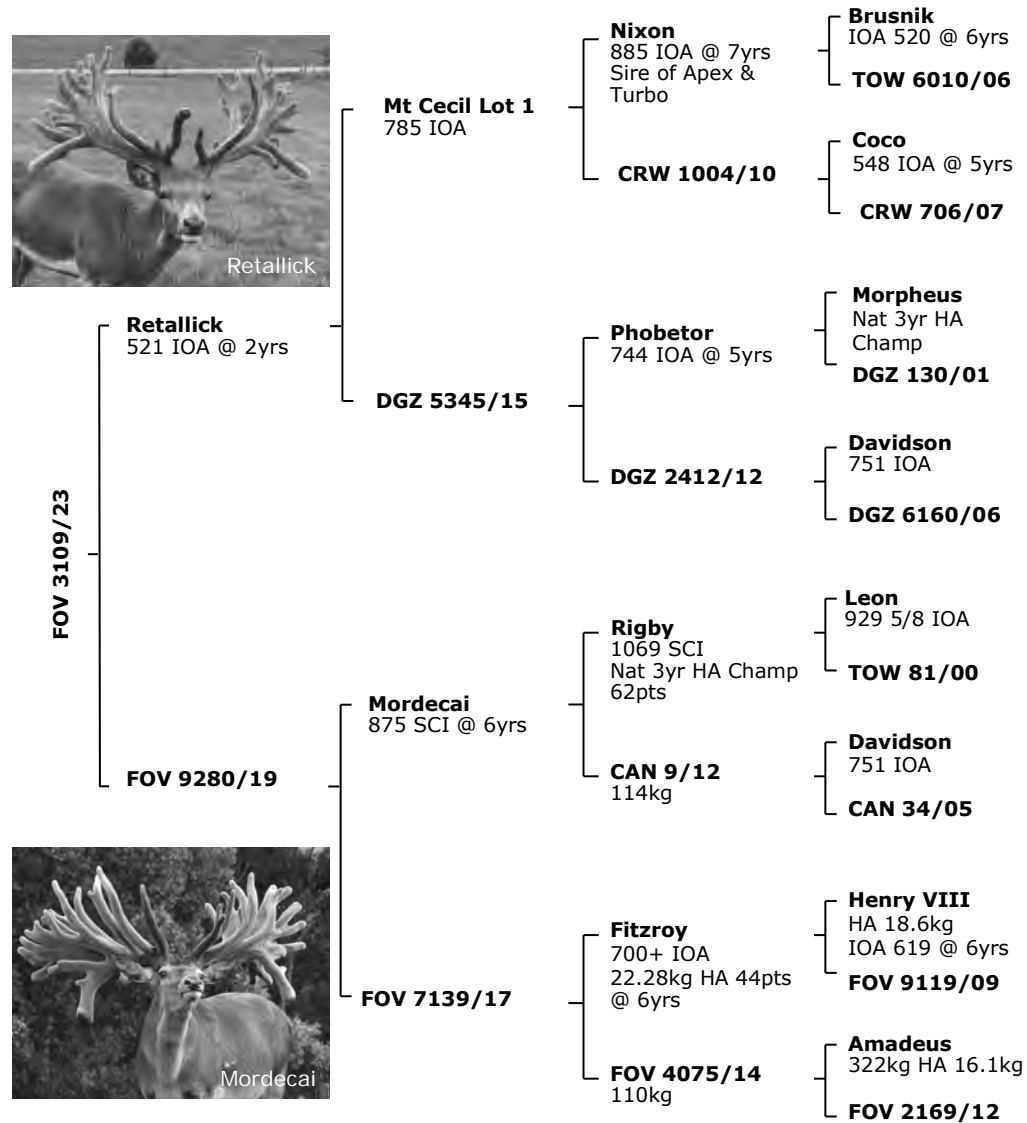 Retallick
Mordecai
FOV 3109/23
Retallick
521 IOA @ 2yrs
FOV 9280/19
Mt Cecil Lot 1
785 IOA
DGZ 5345/15
Mordecai
875 SCI @ 6yrs
FOV 7139/17
Nixon
885 IOA @ 7yrs
Sire of Apex &
Turbo
CRW 1004/10
Phobetor
744 IOA @ 5yrs
DGZ 2412/12
Rigby
1069 SCI
Nat 3yr HA Champ
62pts
CAN 9/12
114kg
Fitzroy
700+ IOA
22.28kg HA 44pts
@ 6yrs
FOV 4075/14
110kg
Brusnik
IOA 520 @ 6yrs
TOW 6010/06
Coco
548 IOA @ 5yrs
CRW 706/07
Morpheus
Nat 3yr HA
Champ
DGZ 130/01
Davidson
751 IOA
DGZ 6160/06
Leon
929 5/8 IOA
TOW 81/00
Davidson
751 IOA
CAN 34/05
Henry VIII
HA 18.6kg
IOA 619 @ 6yrs
FOV 9119/09
Amadeus
322kg HA 16.1kg
FOV 2169/12